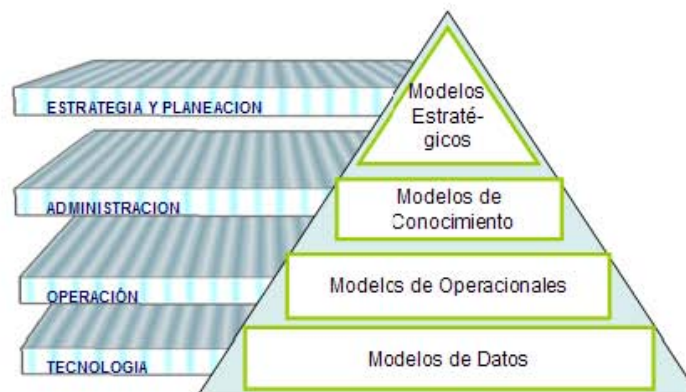 ESTRATEGIA Y PLANEACION
Modelos
Estraté-
gicos
ADMINISTRACION
Modelos de
Conocimiento
OPERACIÓN
Modelcs de Operacionales
TECNOLOGIA
Modelos de Datos